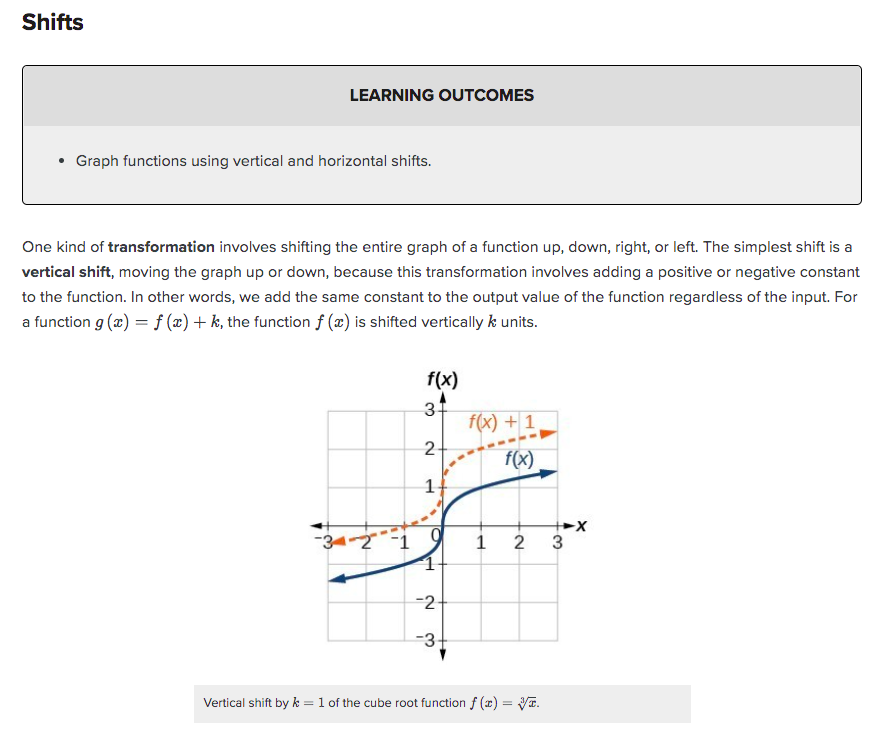 Shifts
LEARNING OUTCOMES
• Graph functions using vertical and horizontal shifts.
One kind of transformation involves shifting the entire graph of a function up, down, right, or left. The simplest shift is a
vertical shift, moving the graph up or down, because this transformation involves adding a positive or negative constant
to the function. In other words, we add the same constant to the output value of the function regardless of the input. For
a function g (x) = f (x) + k, the function f (x) is shifted vertically k units.
f(x)
3
f(x) + 1
2
f(x)
1
x
-3 2 -1 0 1 2 3
-1
-2
-3
Vertical shift by k = 1 of the cube root function f (x) = ∛x.